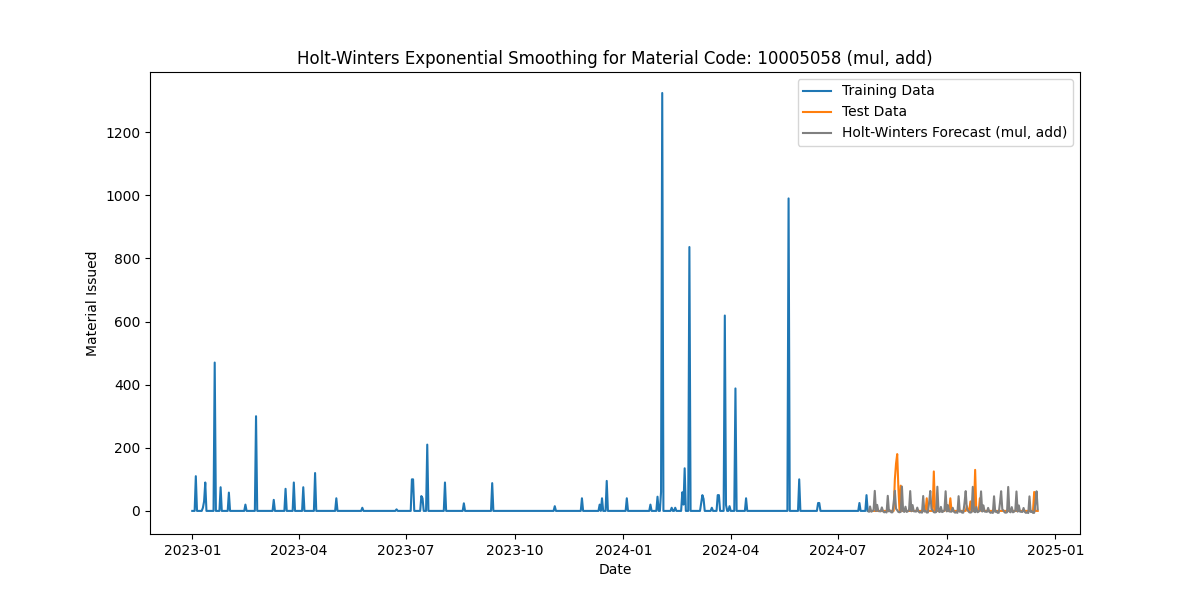 Holt-Winters Exponential Smoothing for Material Code: 10005058 (mul, add)
Training Data
Test Data
Holt-Winters Forecast (mul, add)
Material Issued
1200
1000
800
600
400
200
0
2023-01 2023-04 2023-07 2023-10 2024-01 2024-04 2024-07 2024-10 2025-01
Date